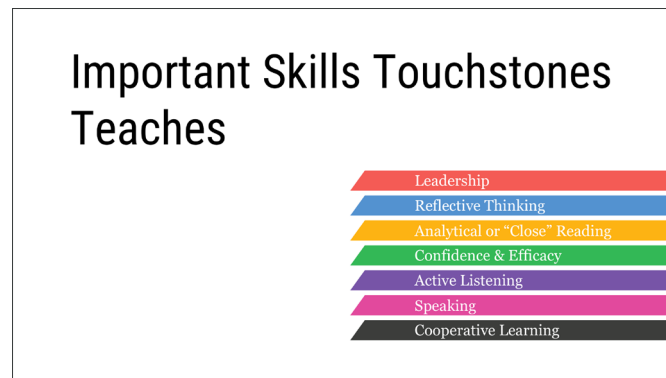 Important Skills Touchstones
Teaches
Leadership
Reflective Thinking
Analytical or “Close” Reading
Confidence & Efficacy
Active Listening
Speaking
Cooperative Learning